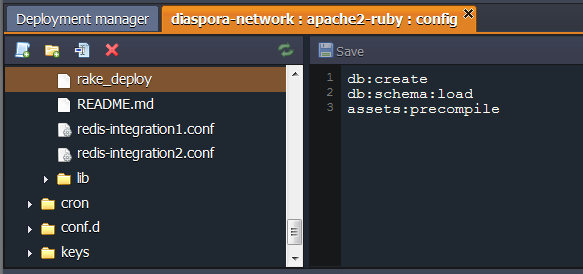 Deployment manager
diaspora-network : apache2-ruby : config
Save
rake_deploy
README.md
redis-integration1.conf
redis-integration2.conf
lib
cron
conf.d
keys
1 db:create
2 db:schema:load
3 assets:precompile